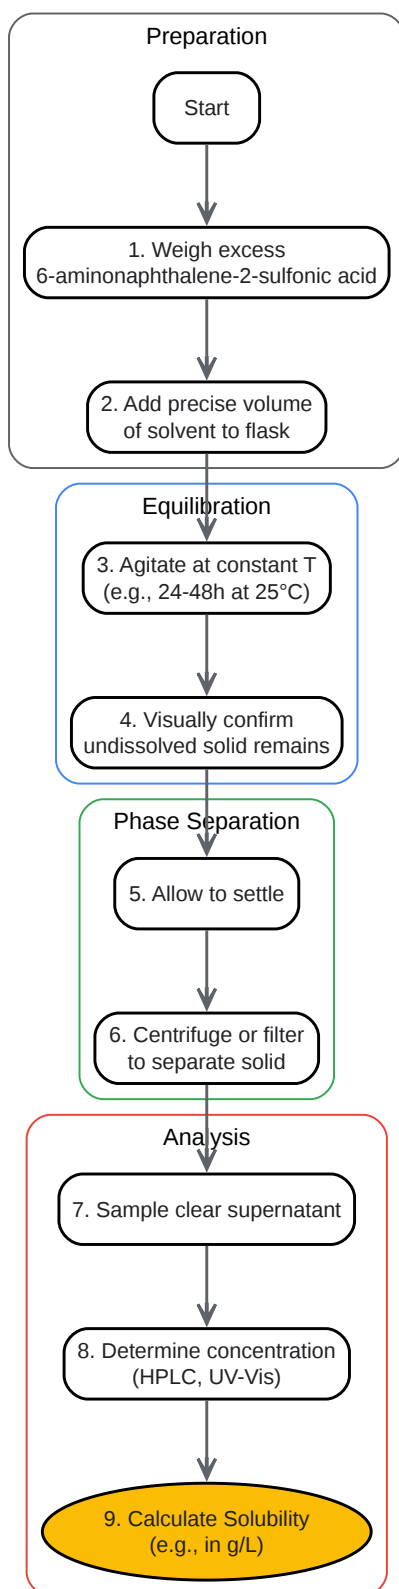 Preparation
Start
1. Weigh excess
6-aminonaphthalene-2-sulfonic acid
2. Add precise volume
of solvent to flask
Equilibration
3. Agitate at constant T
(e.g., 24-48h at 25°C)
4. Visually confirm
undissolved solid remains
Phase Separation
5. Allow to settle
6. Centrifuge or filter
to separate solid
Analysis
7. Sample clear supernatant
8. Determine concentration
(HPLC, UV-Vis)
9. Calculate Solubility
(e.g., in g/L)